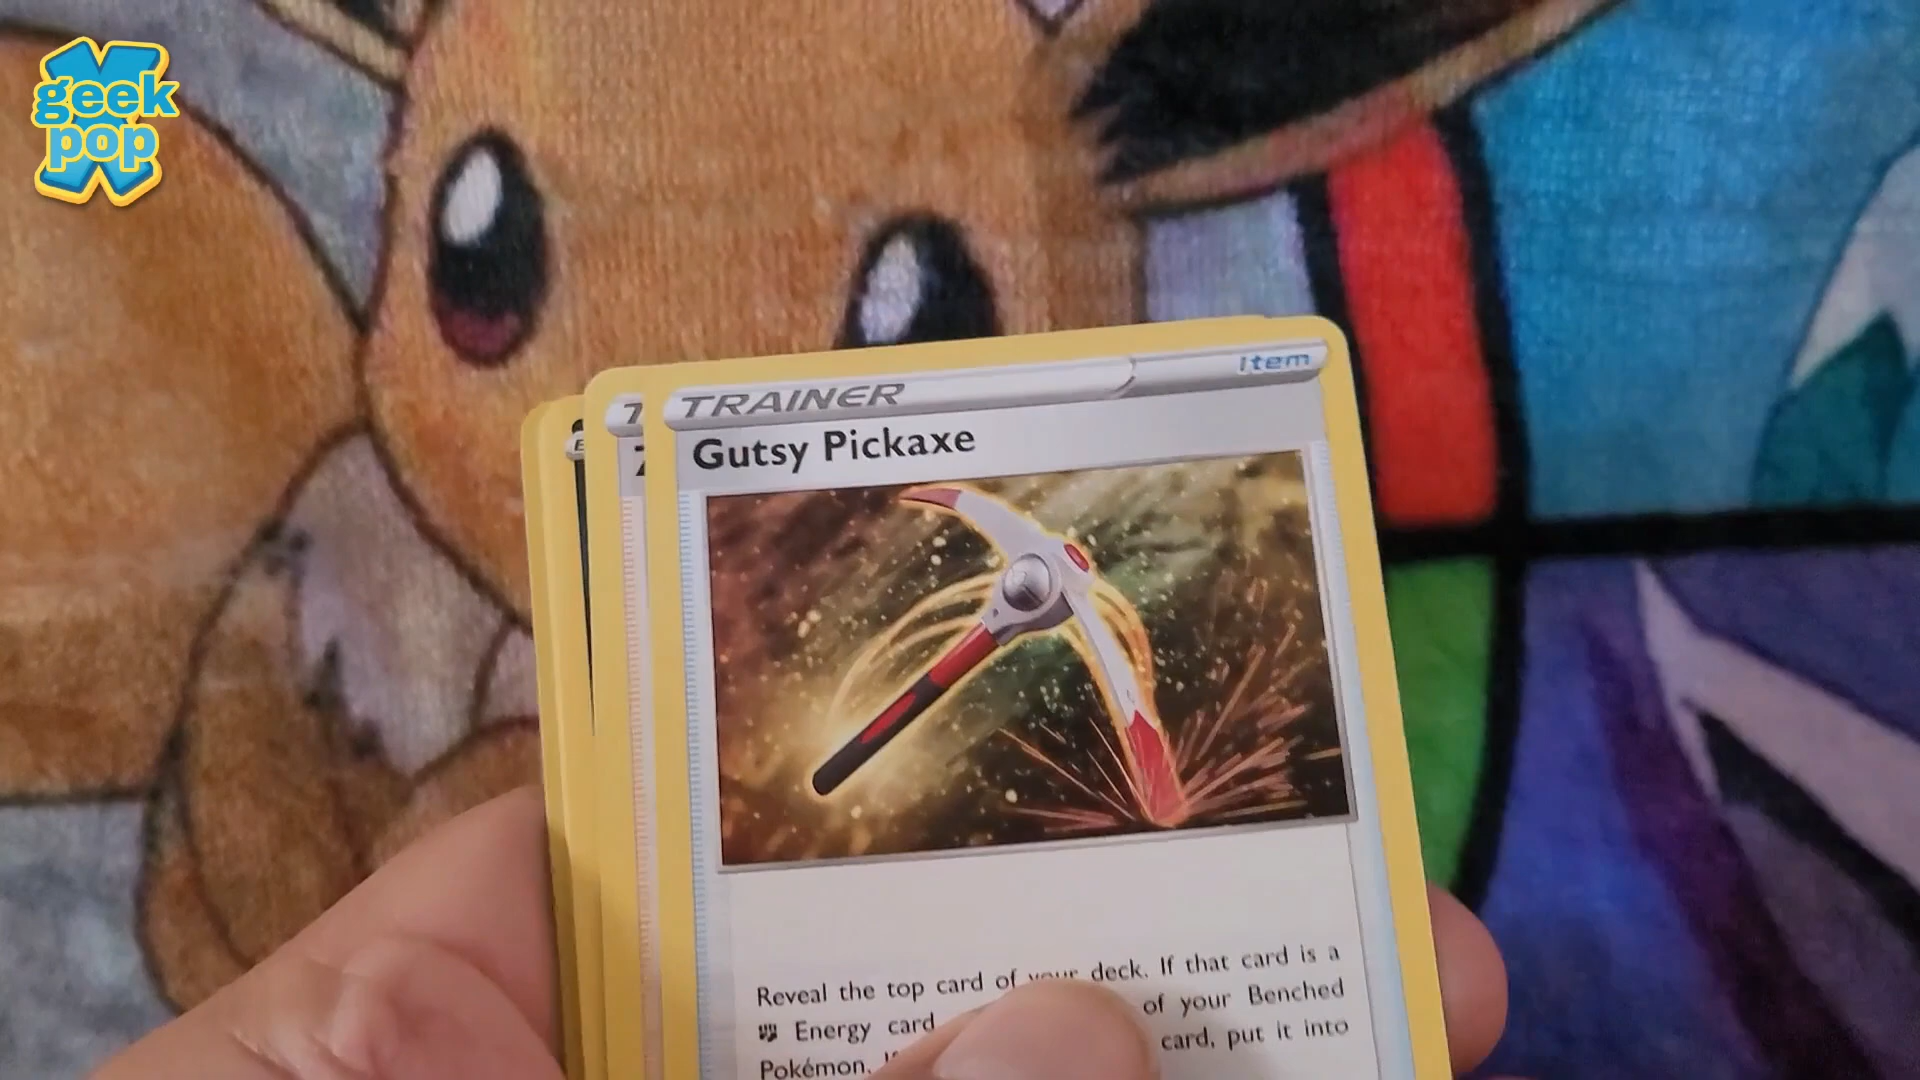 geek
pop
TRAINER
Item
Gutsy Pickaxe
Reveal the top card of your deck. If that card is a
Energy card of your Benched
Pokémon. card, put it into